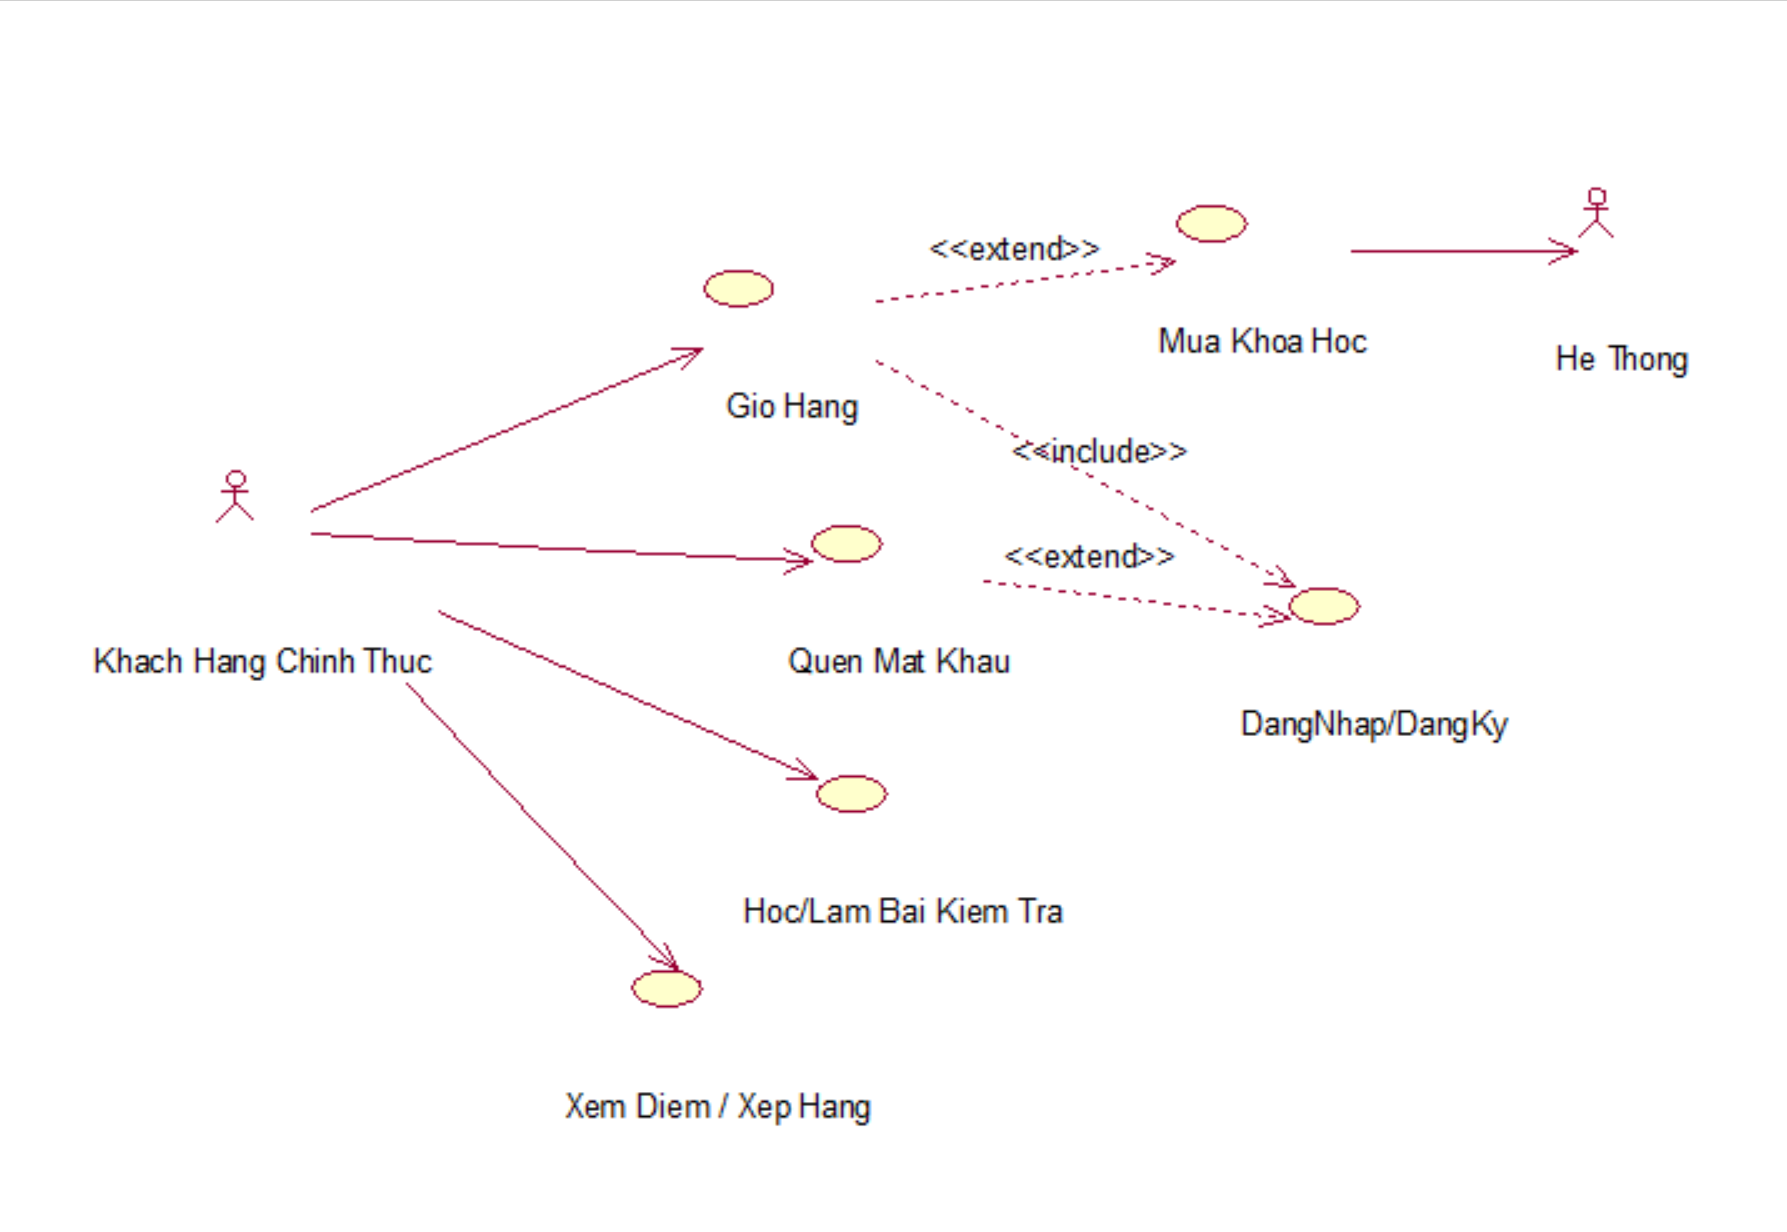 <<extend>>
Mua Khoa Hoc
He Thong
Gio Hang
<<include>>
<<extend>>
Khach Hang Chinh Thuc
Quen Mat Khau
DangNhap/DangKy
Hoc/Lam Bai Kiem Tra
Xem Diem / Xep Hang